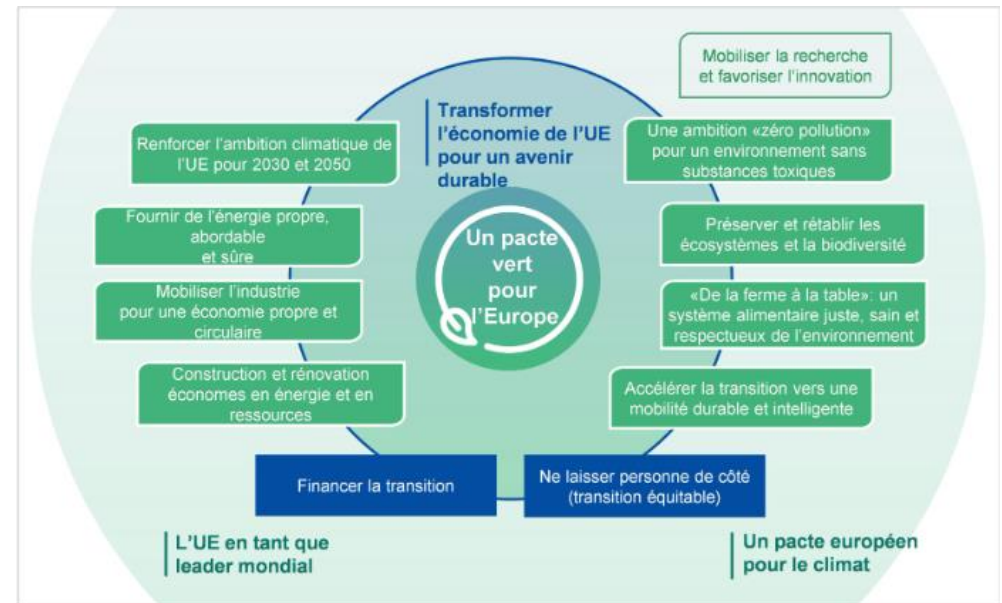 Mobiliser la recherche
et favoriser l'innovation
Transformer
l'économie de l'UE
pour un avenir
durable
Renforcer l'ambition climatique de
l'UE pour 2030 et 2050
Une ambition «zéro pollution»
pour un environnement sans
substances toxiques
Fournir de l'énergie propre,
abordable
et sûre
Préserver et rétablir les
écosystèmes et la biodiversité
Un pacte
vert
pour
l'Europe
Mobiliser l'industrie
pour une économie propre et
circulaire
«De la ferme à la table»: un
système alimentaire juste, sain et
respectueux de l'environnement
Construction et rénovation
économes en énergie et en
ressources
Accélérer la transition vers une
mobilité durable et intelligente
Financer la transition
Ne laisser personne de côté
(transition équitable)
L'UE en tant que
leader mondial
Un pacte européen
pour le climat